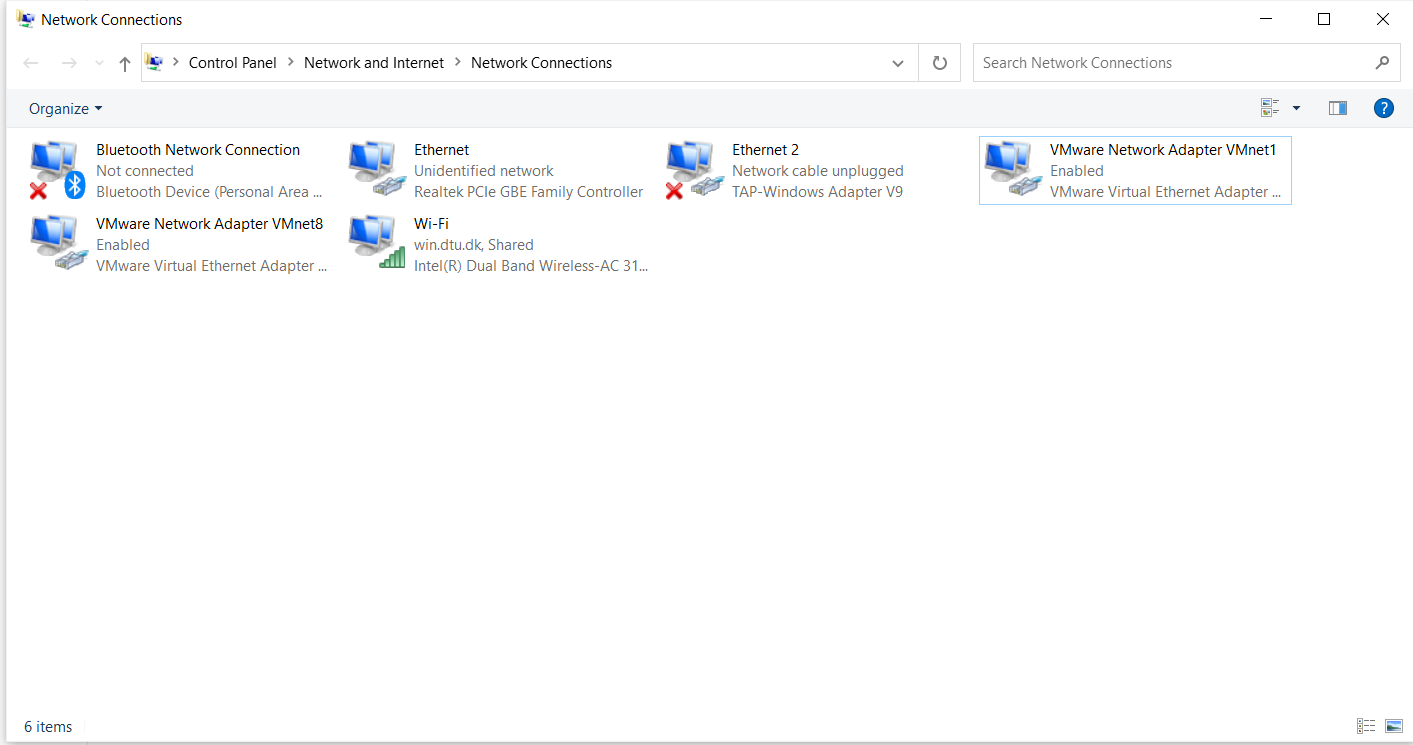 Network Connections
Control Panel > Network and Internet > Network Connections
Search Network Connections
Organize
?
Bluetooth Network Connection
Not connected
Bluetooth Device (Personal Area ...
Ethernet
Unidentified network
Realtek PCIe GBE Family Controller
Ethernet 2
Network cable unplugged
TAP-Windows Adapter V9
VMware Network Adapter VMnet1
Enabled
VMware Virtual Ethernet Adapter ...
VMware Network Adapter VMnet8
Enabled
VMware Virtual Ethernet Adapter ...
Wi-Fi
win.dtu.dk, Shared
Intel(R) Dual Band Wireless-AC 31...
6 items